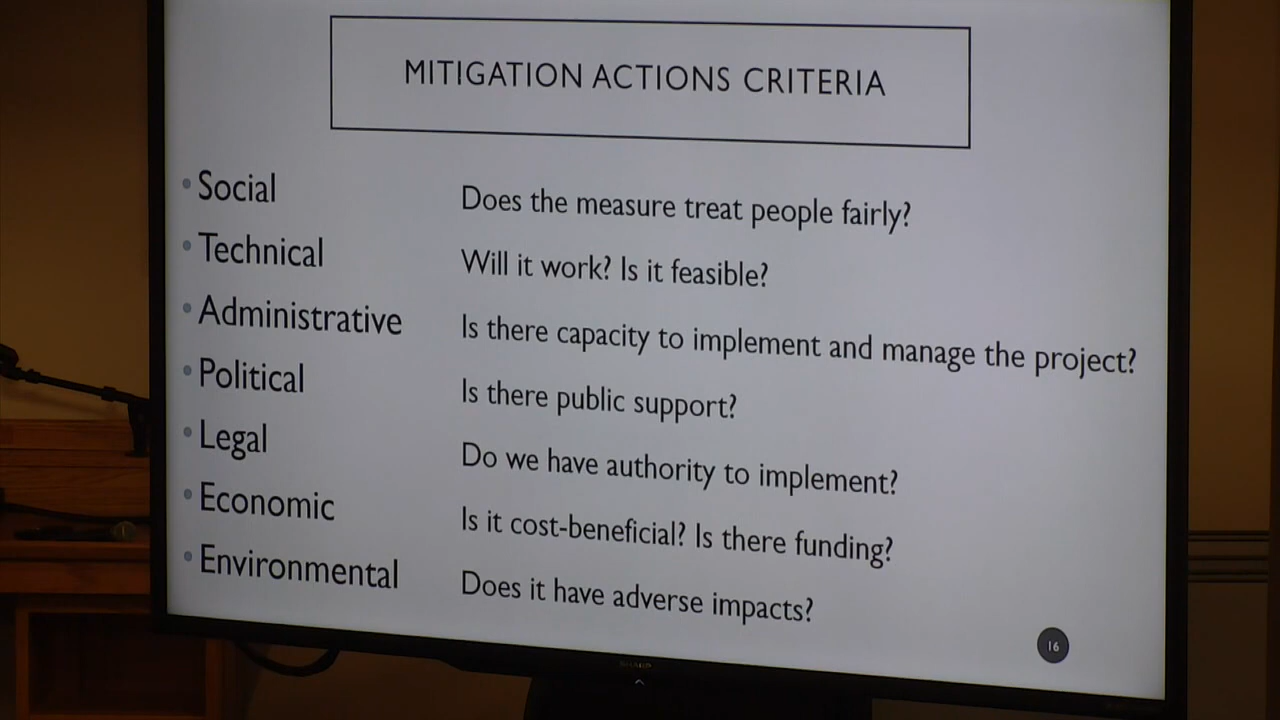 MITIGATION ACTIONS CRITERIA
• Social Does the measure treat people fairly?
• Technical Will it work? Is it feasible?
• Administrative Is there capacity to implement and manage the project?
• Political Is there public support?
• Legal Do we have authority to implement?
• Economic Is it cost-beneficial? Is there funding?
• Environmental Does it have adverse impacts?
16
SHARP